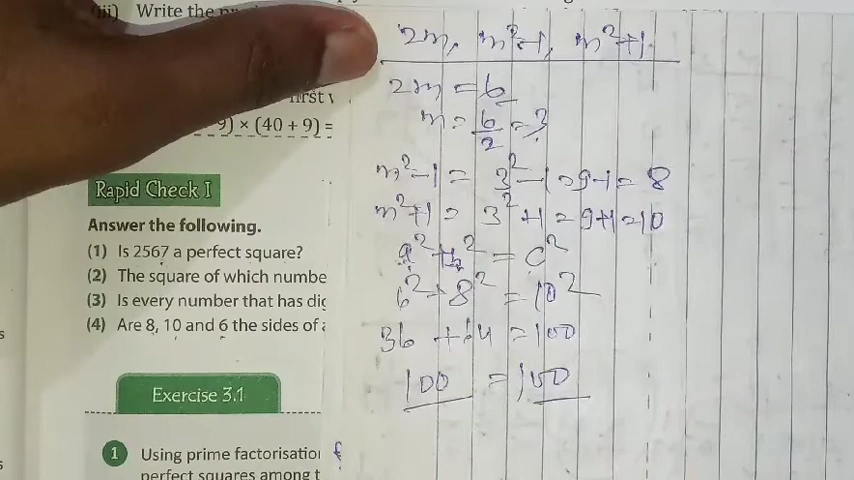 iii) Write the
2m, m²-1, m²+1
first
2m = 6
9) × (40 + 9) =
m = 6/2 = 3
m²-1 = 3²-1 = 9-1 = 8
Rapid Check I
m²+1 = 3²+1 = 9+1 = 10
Answer the following.
(1) Is 2567 a perfect square?
a²+b² = c²
(2) The square of which numbe
6²+8² = 10²
(3) Is every number that has dig
(4) Are 8, 10 and 6 the sides of a
36 + 64 = 100
100 = 100
Exercise 3.1
1 Using prime factorisation
perfect squares among t